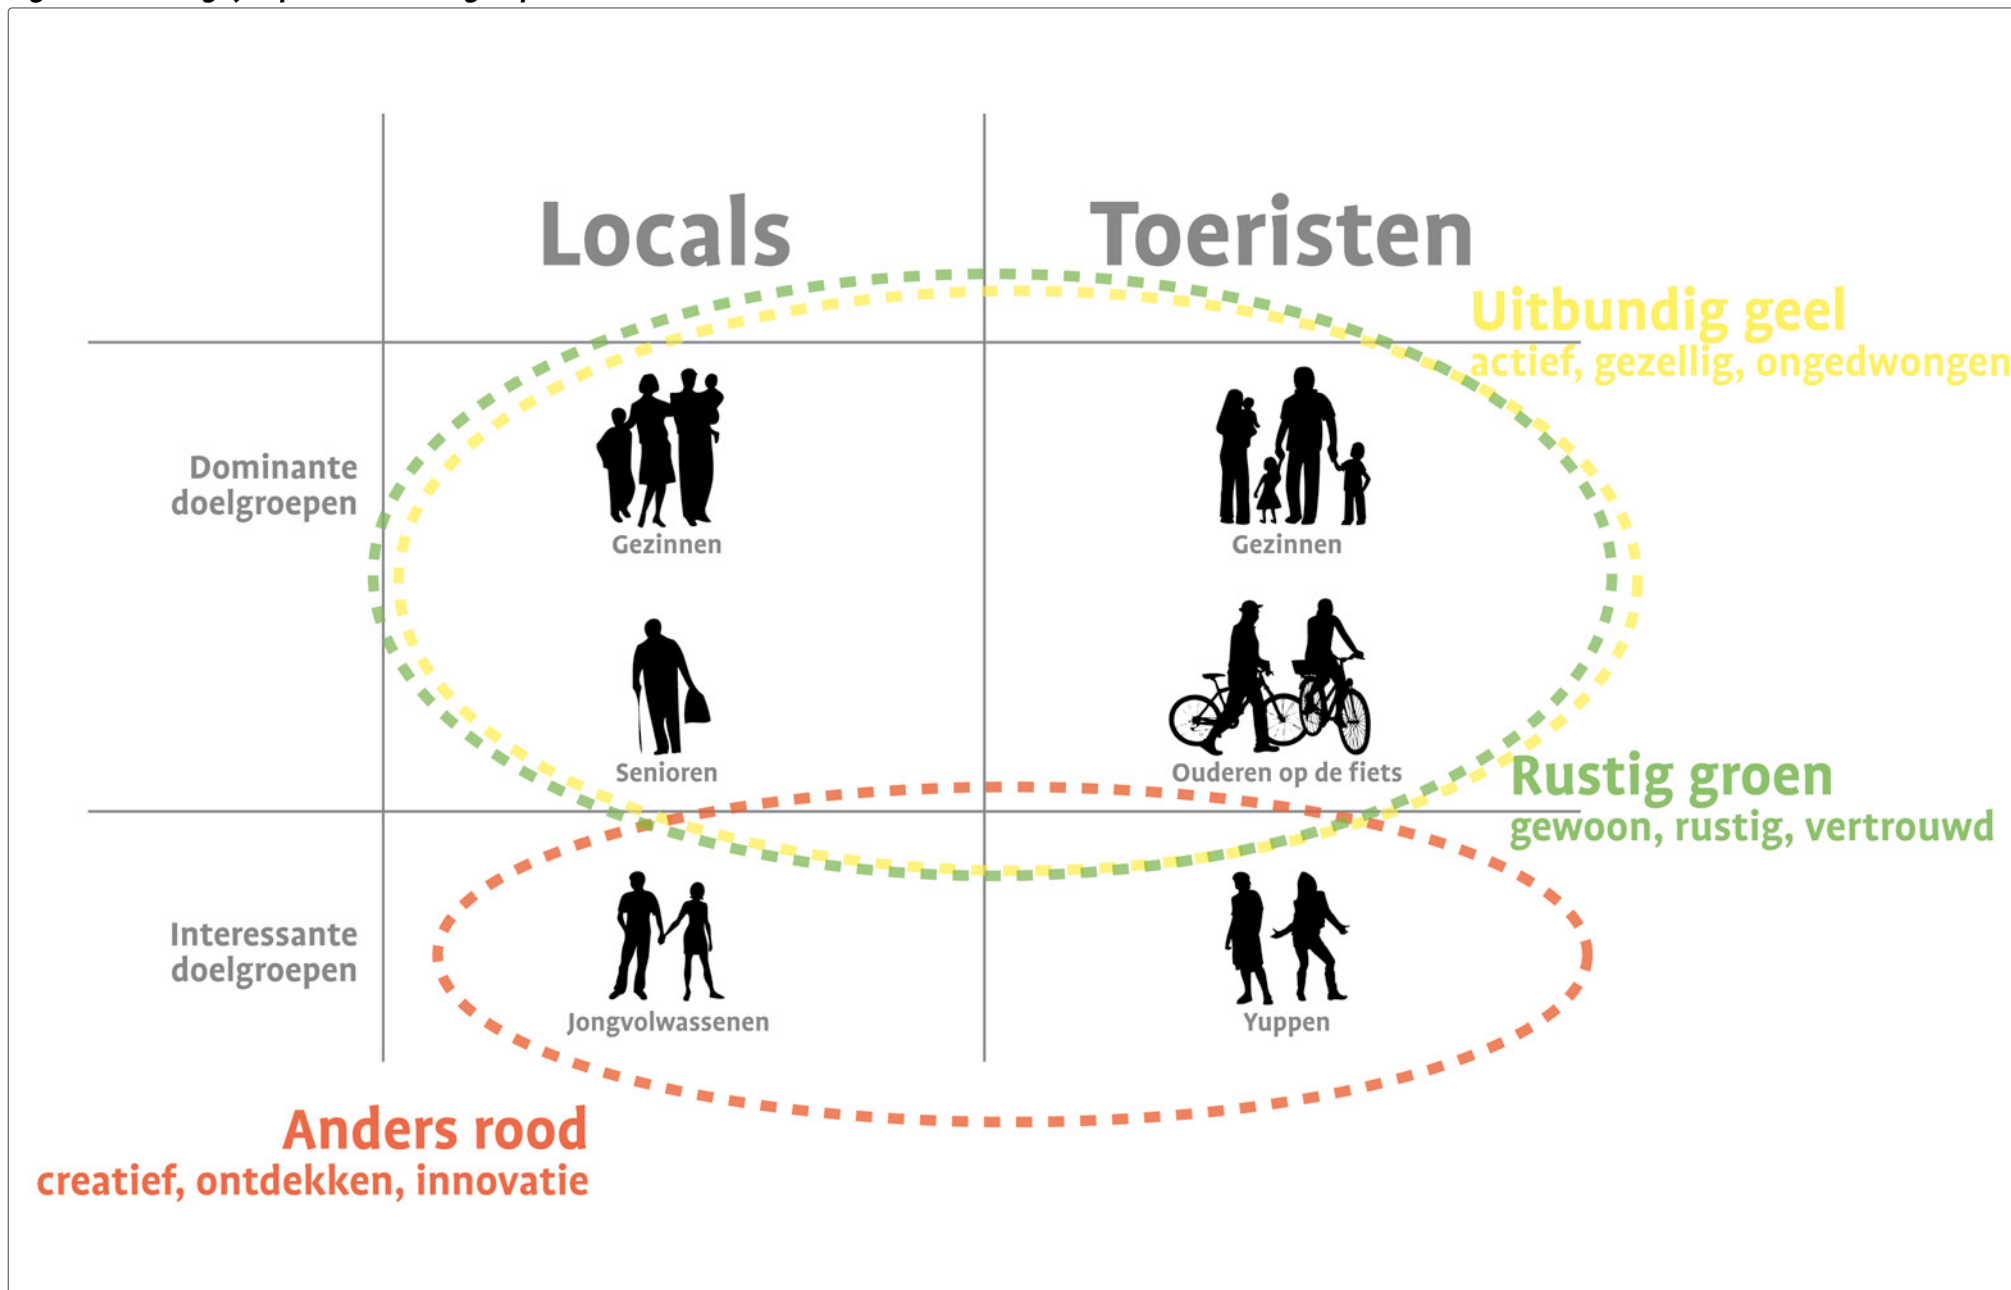 Locals
Toeristen
Uitbundig geel
actief, gezellig, ongedwongen
Dominante
doelgroepen
Gezinnen
Gezinnen
Senioren
Ouderen op de fiets
Rustig groen
gewoon, rustig, vertrouwd
Interessante
doelgroepen
Jongvolwassenen
Yuppen
Anders rood
creatief, ontdekken, innovatie